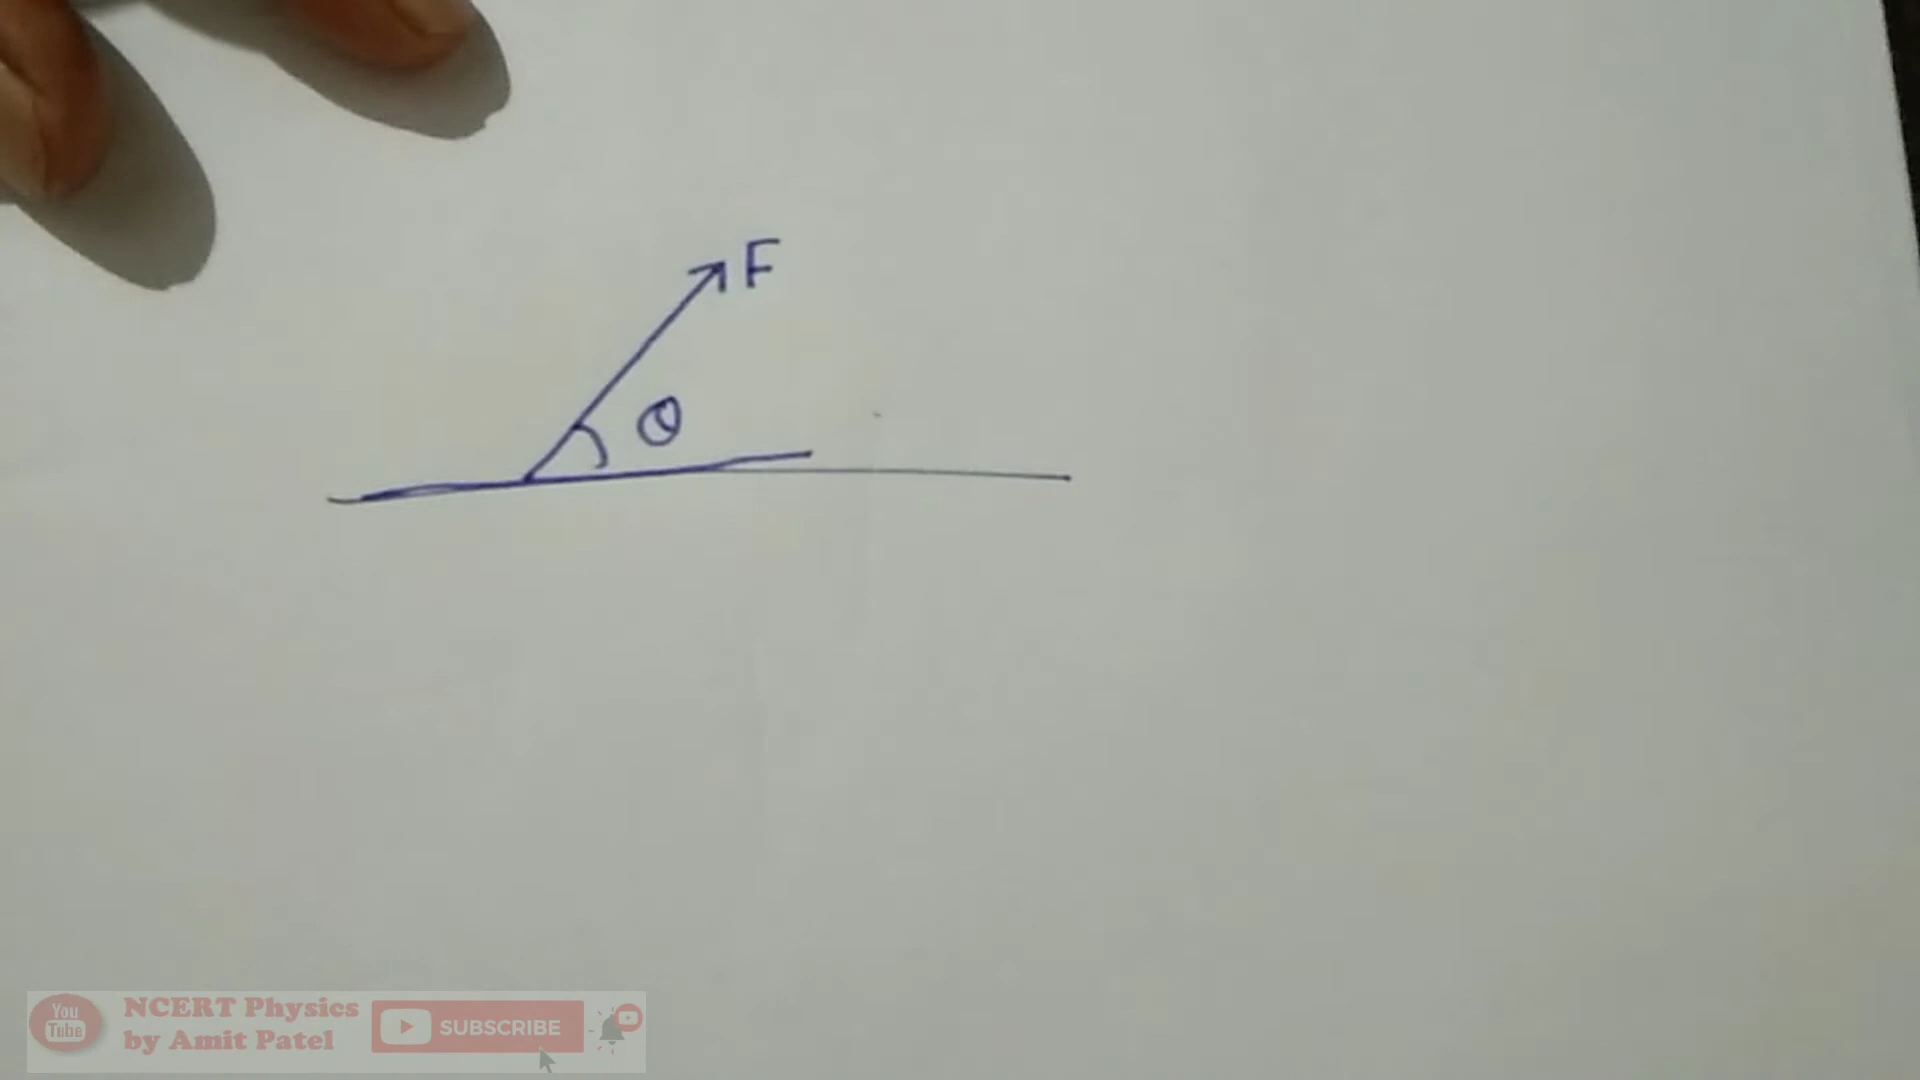 F
θ
You
Tube
NCERT Physics
by Amit Patel
SUBSCRIBE